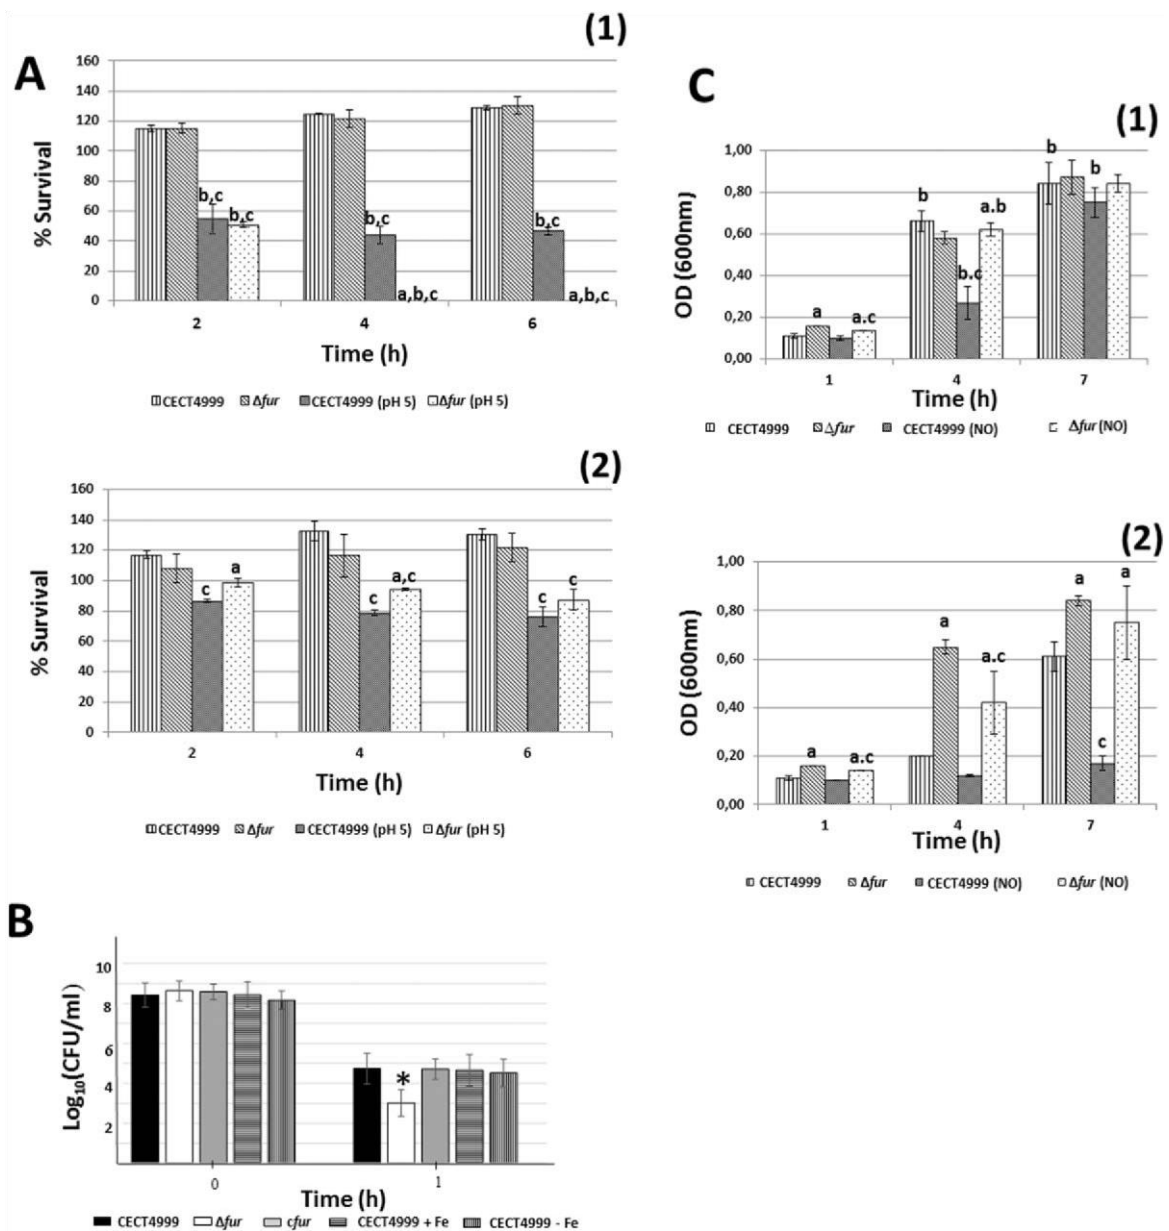 A
(1)
160
140
120
100
80
60
40
20
0
% Survival
b,c
b,c
b,c
a,b,c
b,c
a,b,c
2
4
6
Time (h)
CECT4999 Δfur CECT4999 (pH 5) Δfur (pH 5)
(2)
160
140
120
100
80
60
40
20
0
% Survival
c
a
c
a,c
c
c
2
4
6
Time (h)
CECT4999 Δfur CECT4999 (pH 5) Δfur (pH 5)
B
10
8
6
4
2
Log10(CFU/ml)
*
0
1
Time (h)
CECT4999 Δfur cfur CECT4999 + Fe CECT4999 - Fe
C
(1)
1,00
0,80
0,60
0,40
0,20
0,00
OD (600nm)
a
a.c
b
b.c
a.b
b
b
1
4
7
Time (h)
CECT4999 Δfur CECT4999 (NO) Δfur (NO)
(2)
1,00
0,80
0,60
0,40
0,20
0,00
OD (600nm)
a
a.c
a
a.c
a
c
a
1
4
7
Time (h)
CECT4999 Δfur CECT4999 (NO) Δfur (NO)